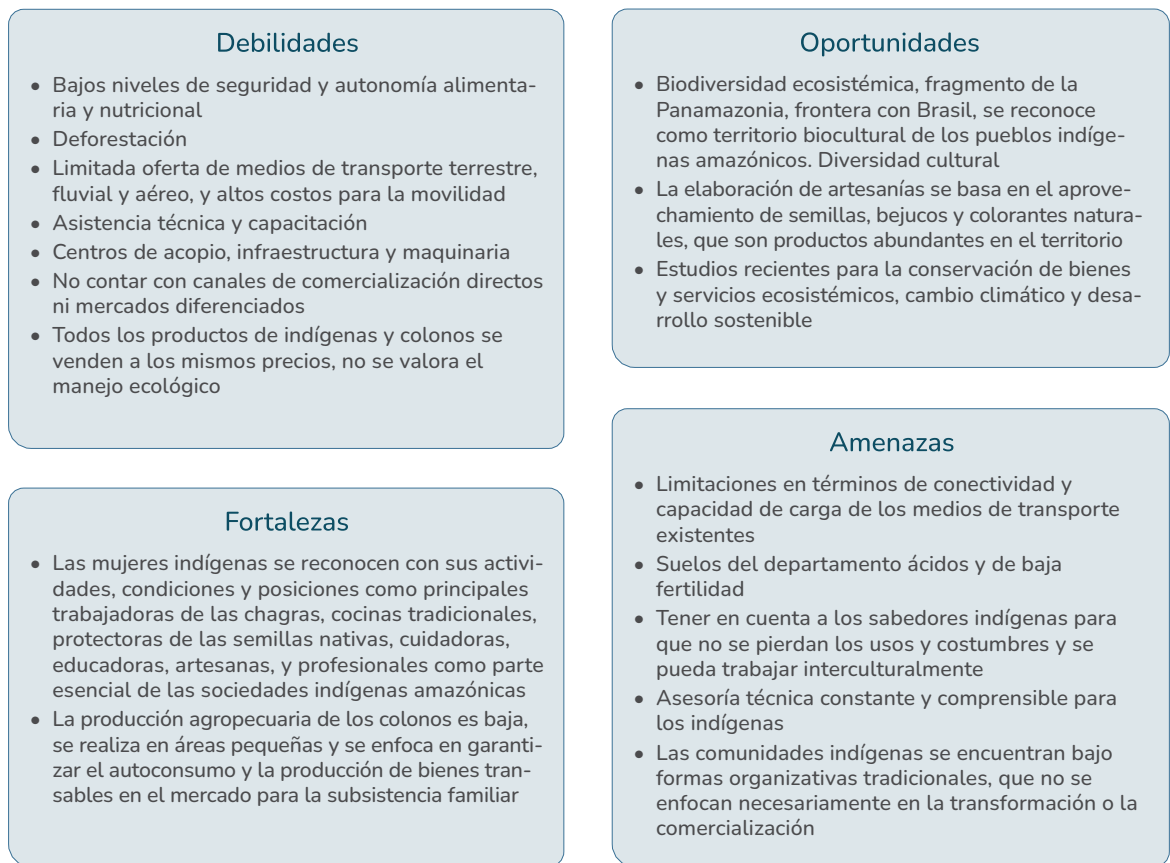 Debilidades
• Bajos niveles de seguridad y autonomía alimenta-
ria y nutricional
• Deforestación
• Limitada oferta de medios de transporte terrestre,
fluvial y aéreo, y altos costos para la movilidad
• Asistencia técnica y capacitación
• Centros de acopio, infraestructura y maquinaria
• No contar con canales de comercialización directos
ni mercados diferenciados
• Todos los productos de indígenas y colonos se
venden a los mismos precios, no se valora el
manejo ecológico
Fortalezas
• Las mujeres indígenas se reconocen con sus activi-
dades, condiciones y posiciones como principales
trabajadoras de las chagras, cocinas tradicionales,
protectoras de las semillas nativas, cuidadoras,
educadoras, artesanas, y profesionales como parte
esencial de las sociedades indígenas amazónicas
• La producción agropecuaria de los colonos es baja,
se realiza en áreas pequeñas y se enfoca en garanti-
zar el autoconsumo y la producción de bienes tran-
sables en el mercado para la subsistencia familiar
Oportunidades
• Biodiversidad ecosistémica, fragmento de la
Panamazonia, frontera con Brasil, se reconoce
como territorio biocultural de los pueblos indíge-
nas amazónicos. Diversidad cultural
• La elaboración de artesanías se basa en el aprove-
chamiento de semillas, bejucos y colorantes natura-
les, que son productos abundantes en el territorio
• Estudios recientes para la conservación de bienes
y servicios ecosistémicos, cambio climático y desa-
rrollo sostenible
Amenazas
• Limitaciones en términos de conectividad y
capacidad de carga de los medios de transporte
existentes
• Suelos del departamento ácidos y de baja
fertilidad
• Tener en cuenta a los sabedores indígenas para
que no se pierdan los usos y costumbres y se
pueda trabajar interculturalmente
• Asesoría técnica constante y comprensible para
los indígenas
• Las comunidades indígenas se encuentran bajo
formas organizativas tradicionales, que no se
enfocan necesariamente en la transformación o la
comercialización